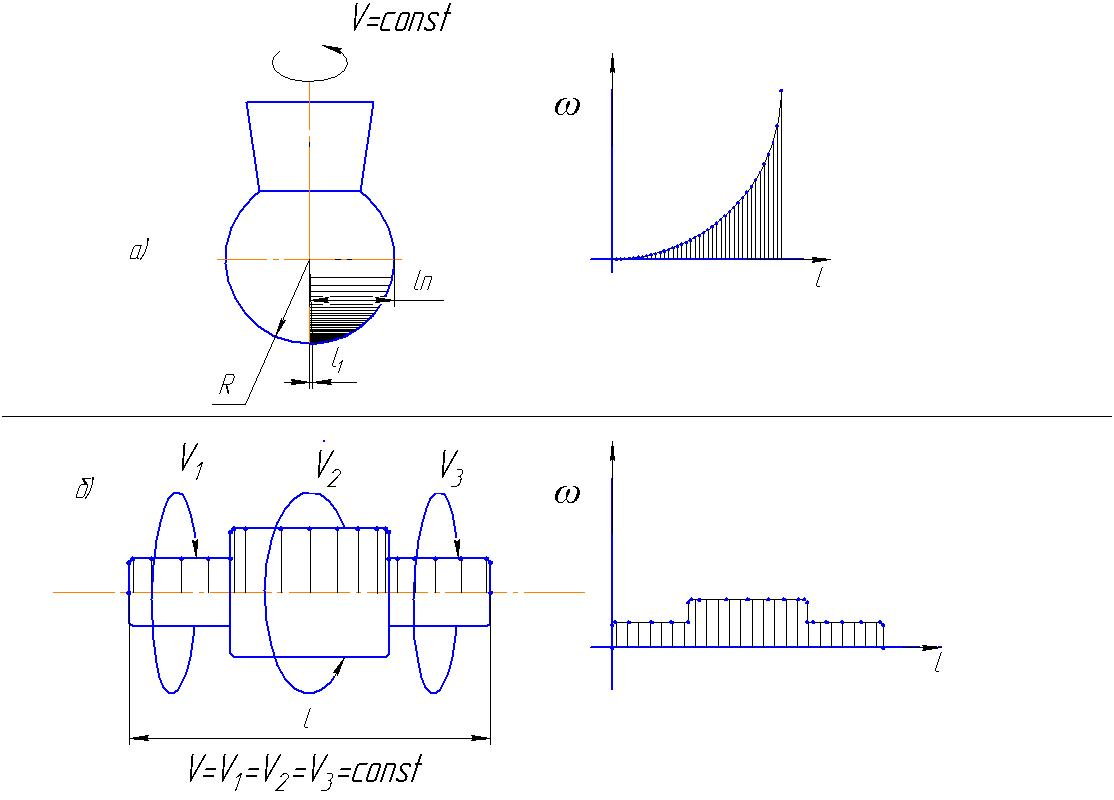 V=const
ω
а)
ln
l
l₁
R
V₁
V₂
V₃
б)
ω
l
l
V=V₁=V₂=V₃=const